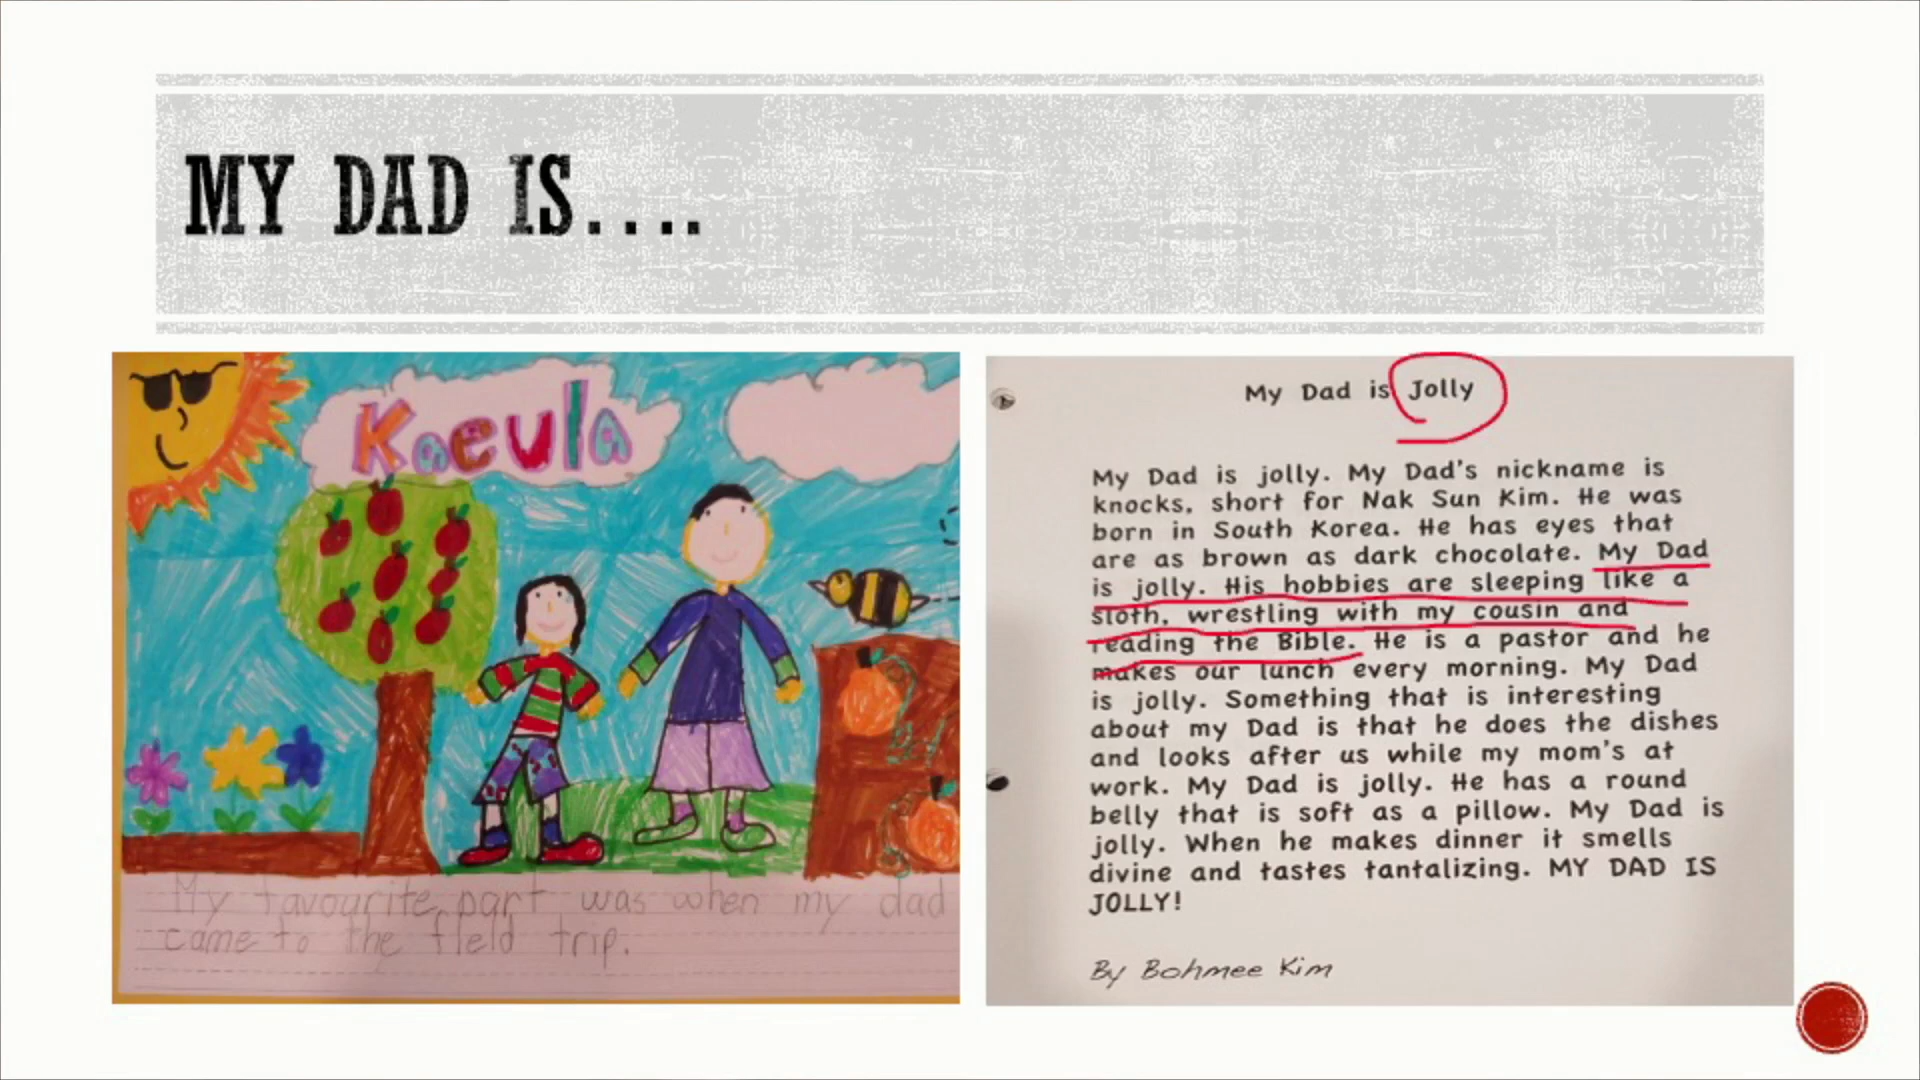 MY DAD IS....
Kaeula
My favourite part was when my dad
came to the field trip.
My Dad is Jolly
My Dad is jolly. My Dad's nickname is
knocks, short for Nak Sun Kim. He was
born in South Korea. He has eyes that
are as brown as dark chocolate. My Dad
is jolly. His hobbies are sleeping like a
sloth, wrestling with my cousin and
reading the Bible. He is a pastor and he
makes our lunch every morning. My Dad
is jolly. Something that is interesting
about my Dad is that he does the dishes
and looks after us while my mom's at
work. My Dad is jolly. He has a round
belly that is soft as a pillow. My Dad is
jolly. When he makes dinner it smells
divine and tastes tantalizing. MY DAD IS
JOLLY!
By Bohmee Kim